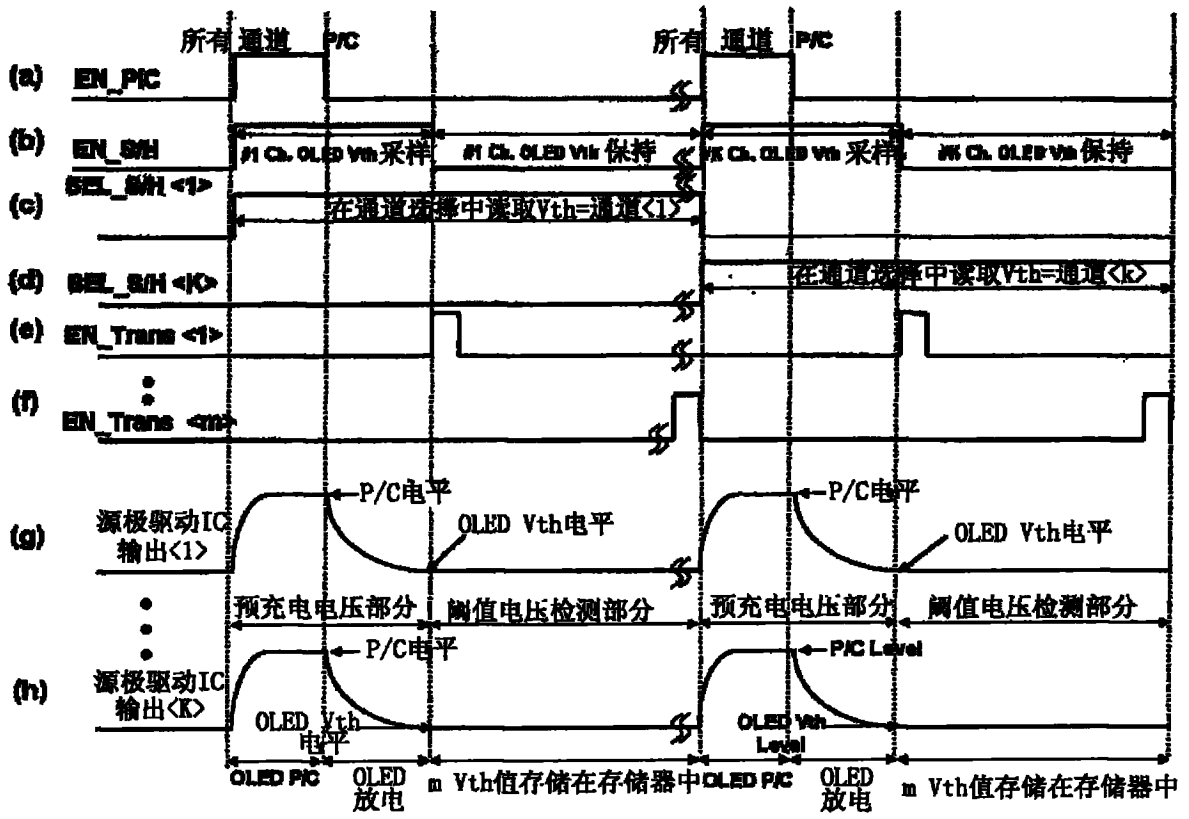 所有 通道 P/C 所有 通道 P/C
(a) EN_P/C
(b) EN_S/H #1 Ch. OLED Vth 采样 #1 Ch. OLED Vth 保持 #K Ch. OLED Vth 采样 #K Ch. OLED Vth 保持
(c) SEL_S/H <1> 在通道选择中读取Vth=通道<1>
(d) SEL_S/H <K> 在通道选择中读取Vth=通道<k>
(e) EN_Trans <1>
(f) EN_Trans <m>
P/C电平 P/C电平
(g) 源极驱动IC OLED Vth电平 OLED Vth电平
输出<1>
预充电电压部分 阈值电压检测部分 预充电电压部分 阈值电压检测部分
P/C电平 P/C Level
(h) 源极驱动IC
输出<K> OLED Vth OLED Vth
电平 Level
OLED P/C OLED m Vth值存储在存储器中 OLED P/C OLED m Vth值存储在存储器中
放电 放电